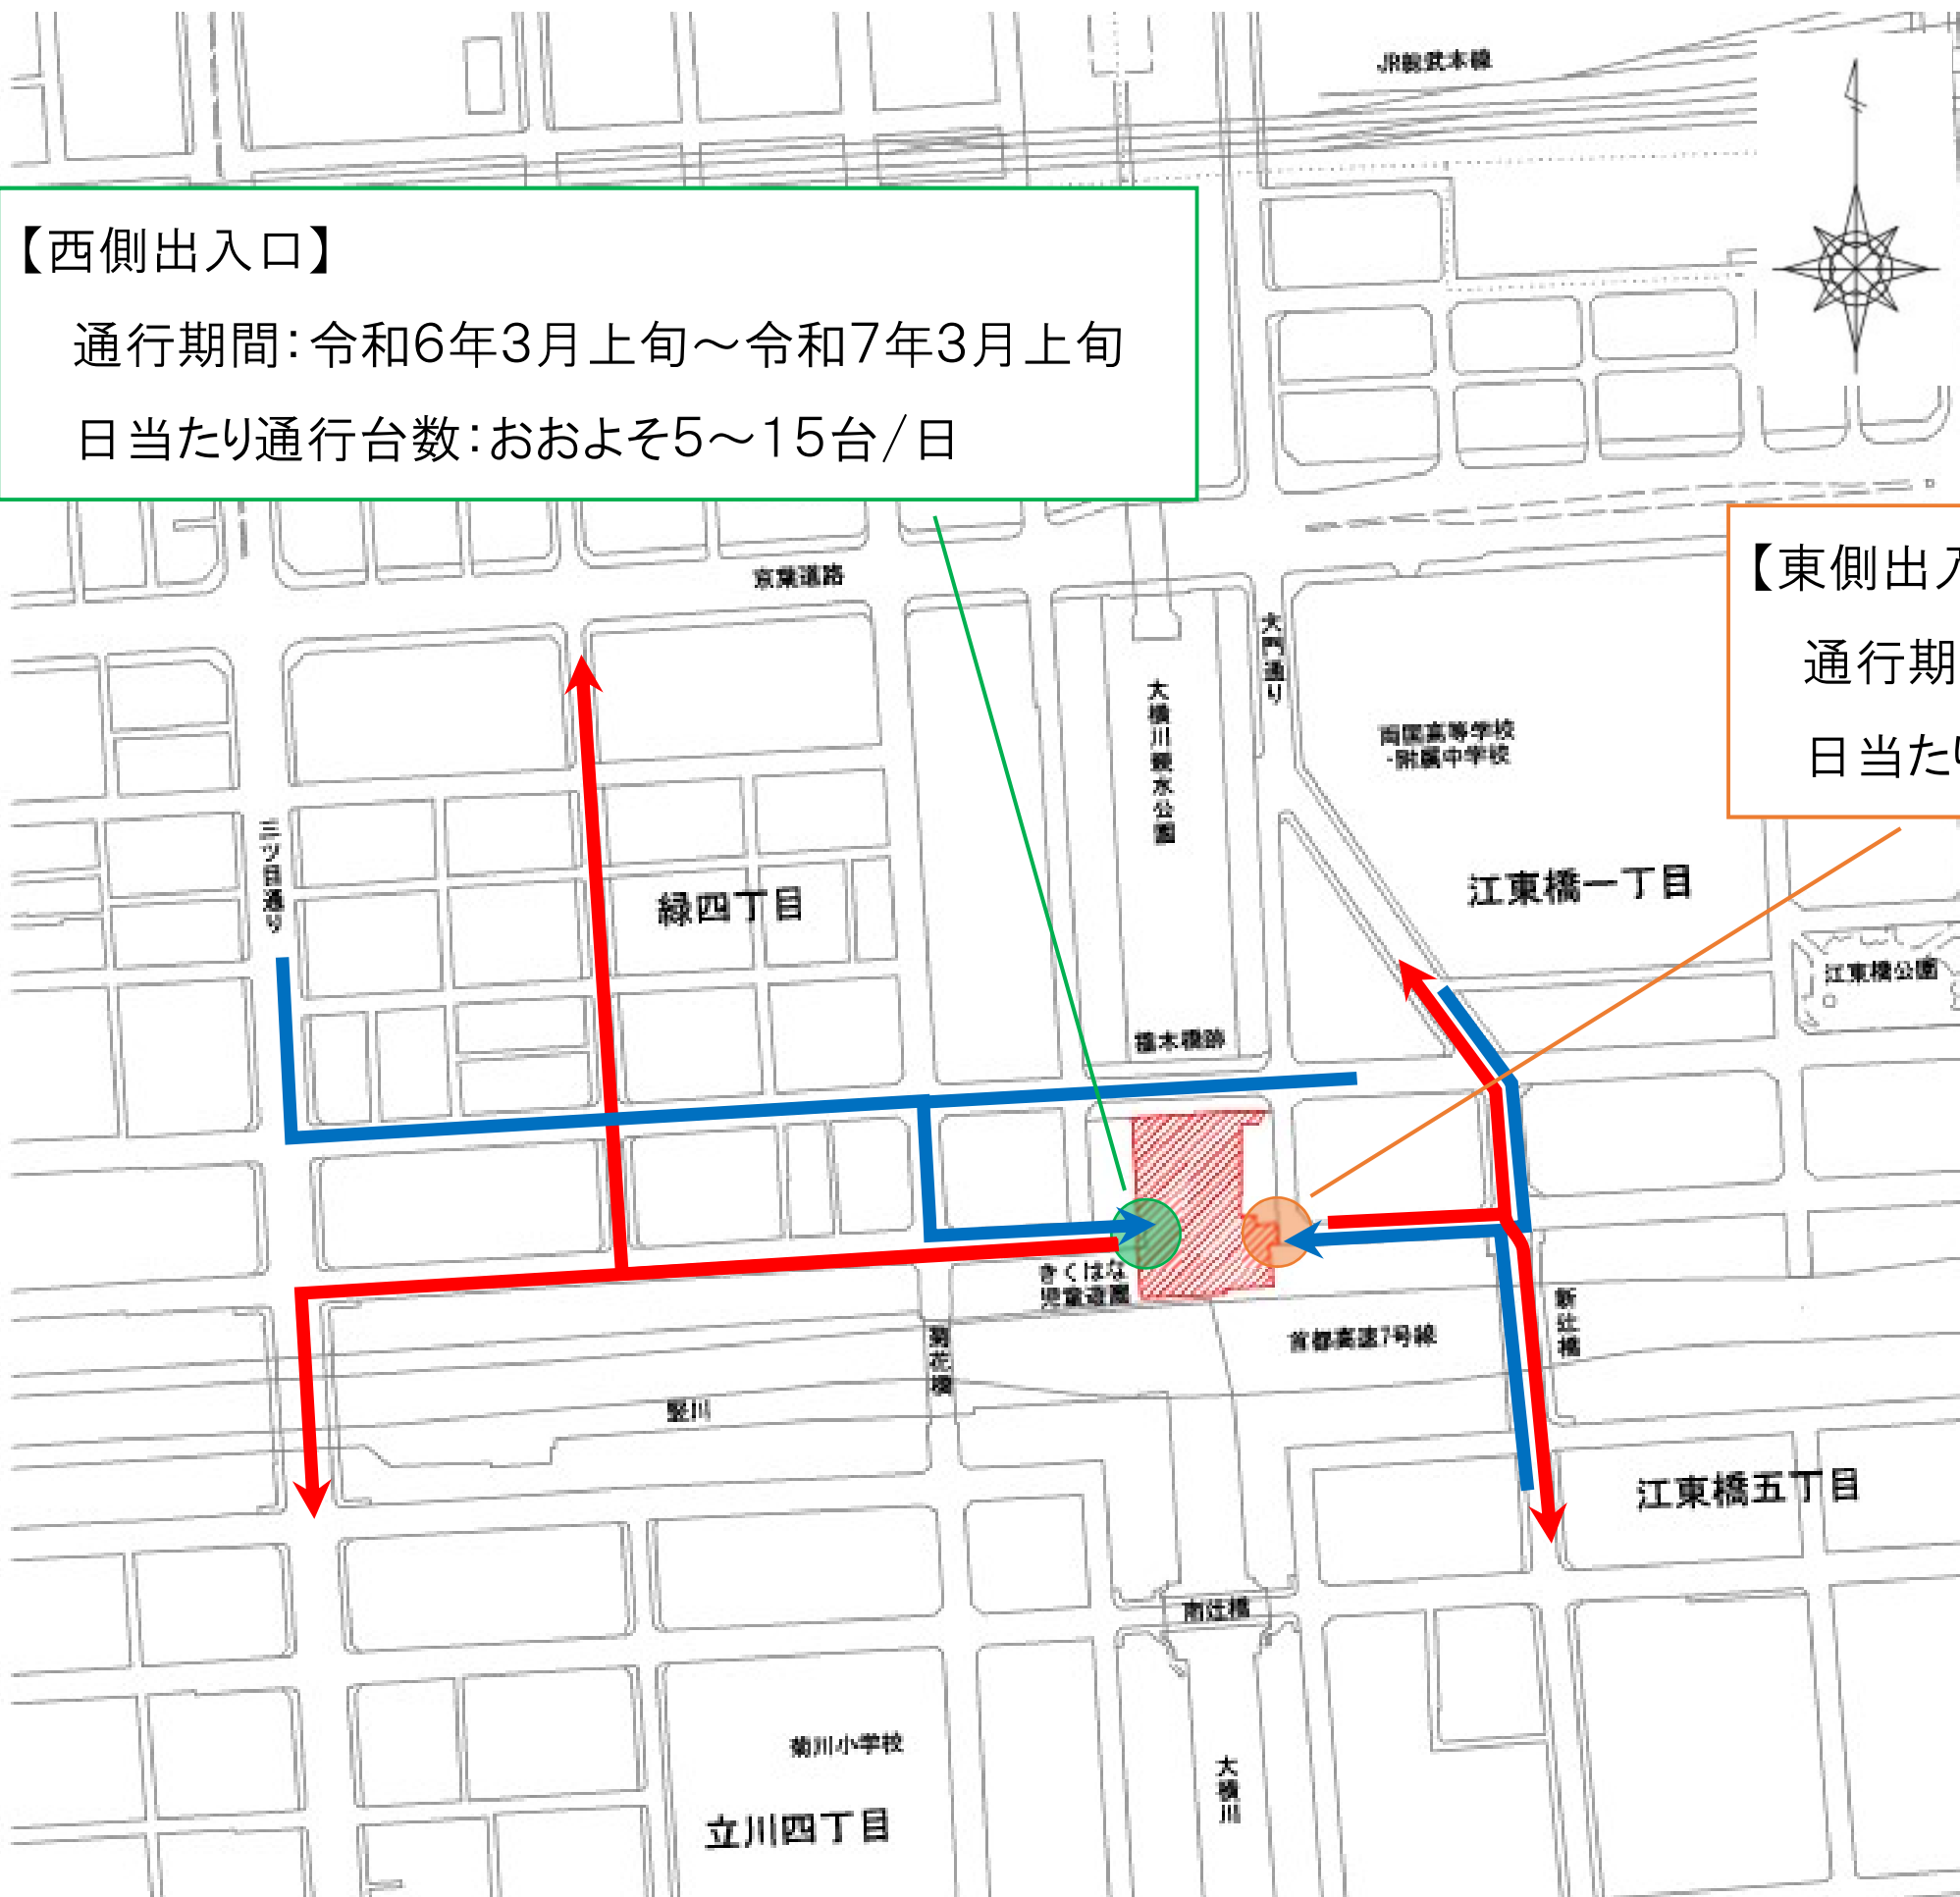 JR総武本線
【西側出入口】
通行期間：令和6年3月上旬～令和7年3月上旬
日当たり通行台数：おおよそ5～15台/日
京葉道路
【東側出入
通行期
日当たり
大門通り
大横川親水公園
両国高等学校
・附属中学校
三ツ目通り
緑四丁目
江東橋一丁目
江東橋公園
撞木橋跡
きくはな
児童遊園
首都高速7号線
新辻橋
菊花橋
竪川
江東橋五丁目
南辻橋
菊川小学校
大横川
立川四丁目